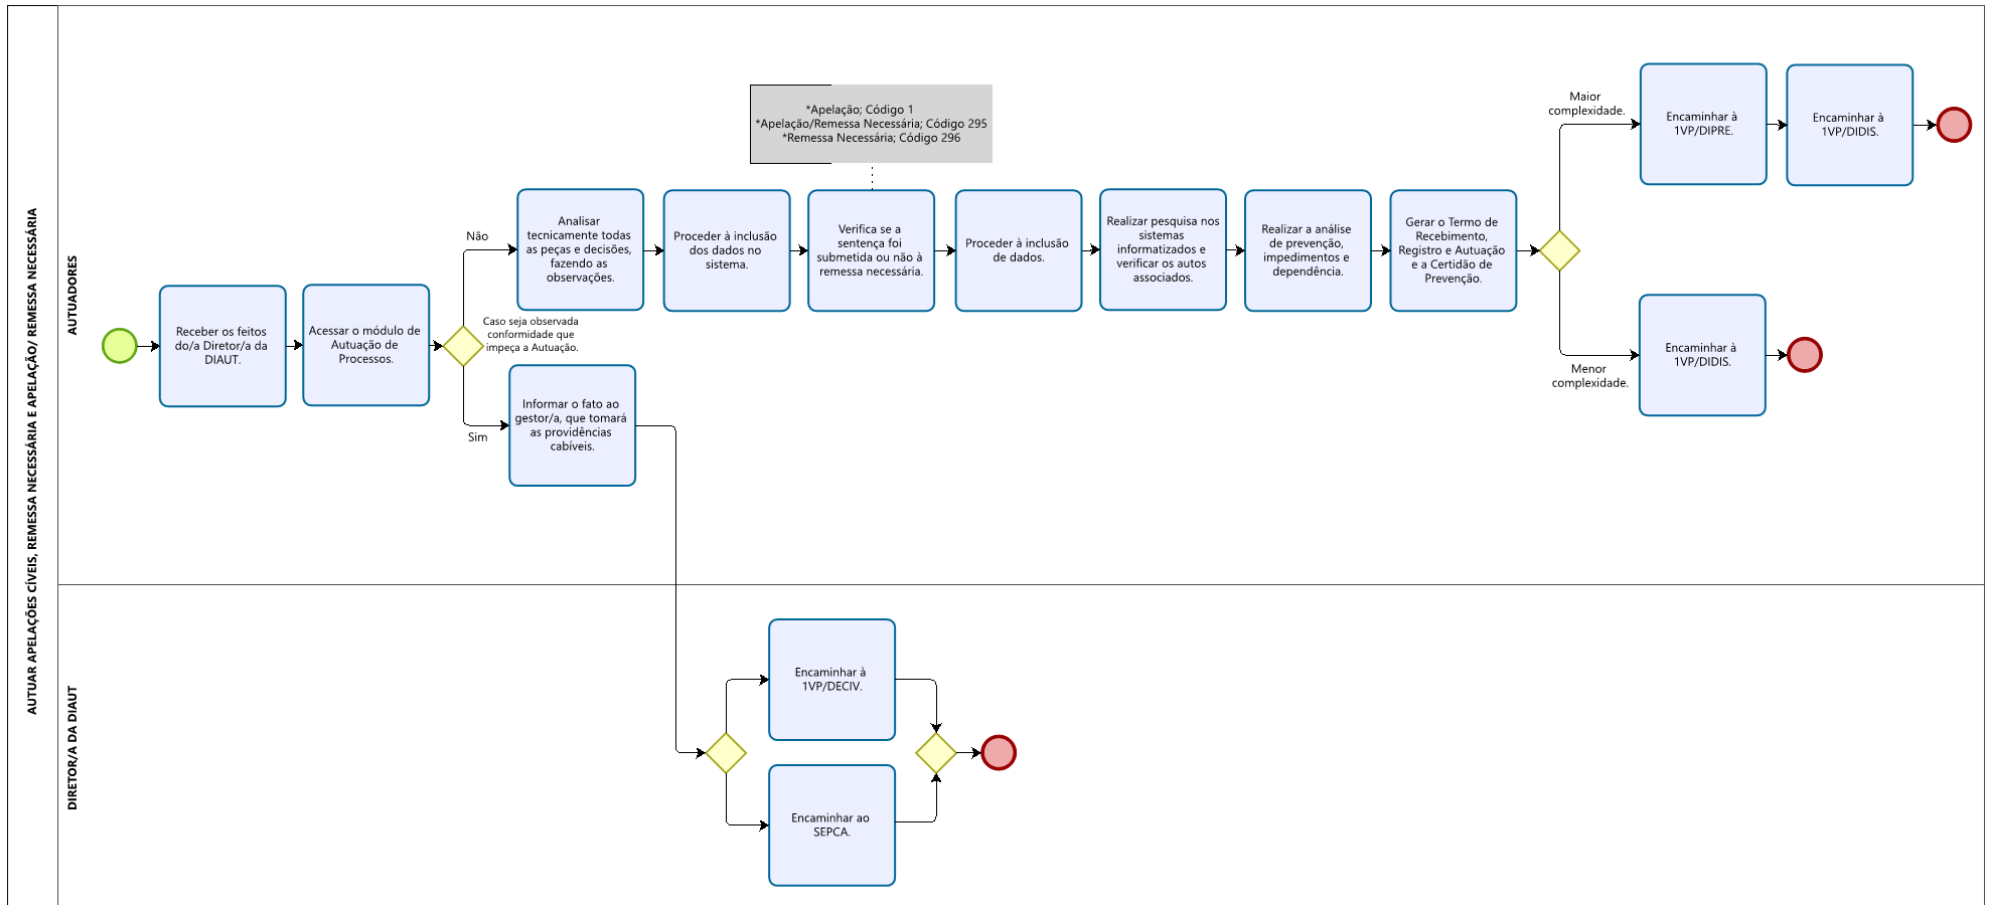 AUTUAR APELAÇÕES CÍVEIS, REMESSA NECESSÁRIA E APELAÇÃO/ REMESSA NECESSÁRIA
AUTUADORES
Receber os feitos
do/a Diretor/a da
DIAUT.
Acessar o módulo de
Autuação de
Processos.
Caso seja observada
conformidade que
impeça a Autuação.
Não
Analisar
tecnicamente todas
as peças e decisões,
fazendo as
observações.
Proceder à inclusão
dos dados no
sistema.
*Apelação; Código 1
*Apelação/Remessa Necessária; Código 295
*Remessa Necessária; Código 296
Verifica se a
sentença foi
submetida ou não à
remessa necessária.
Proceder à inclusão
de dados.
Realizar pesquisa nos
sistemas
informatizados e
verificar os autos
associados.
Realizar a análise
de prevenção,
impedimentos e
dependência.
Gerar o Termo de
Recebimento,
Registro e Autuação
e a Certidão de
Prevenção.
Maior
complexidade.
Encaminhar à
1VP/DIPRE.
Encaminhar à
1VP/DIDIS.
Menor
complexidade.
Encaminhar à
1VP/DIDIS.
Sim
Informar o fato ao
gestor/a, que tomará
as providências
cabíveis.
DIRETOR/A DA DIAUT
Encaminhar à
1VP/DECIV.
Encaminhar ao
SEPCA.